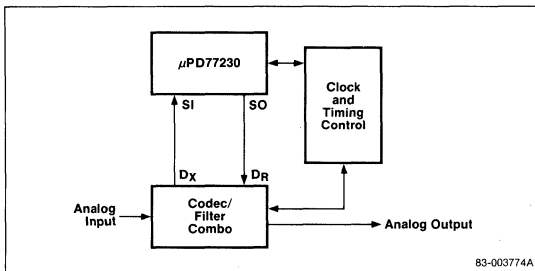 μPD77230
SI
SO
Clock
and
Timing
Control
DX
DR
Analog
Input
Codec/
Filter
Combo
Analog Output
83-003774A